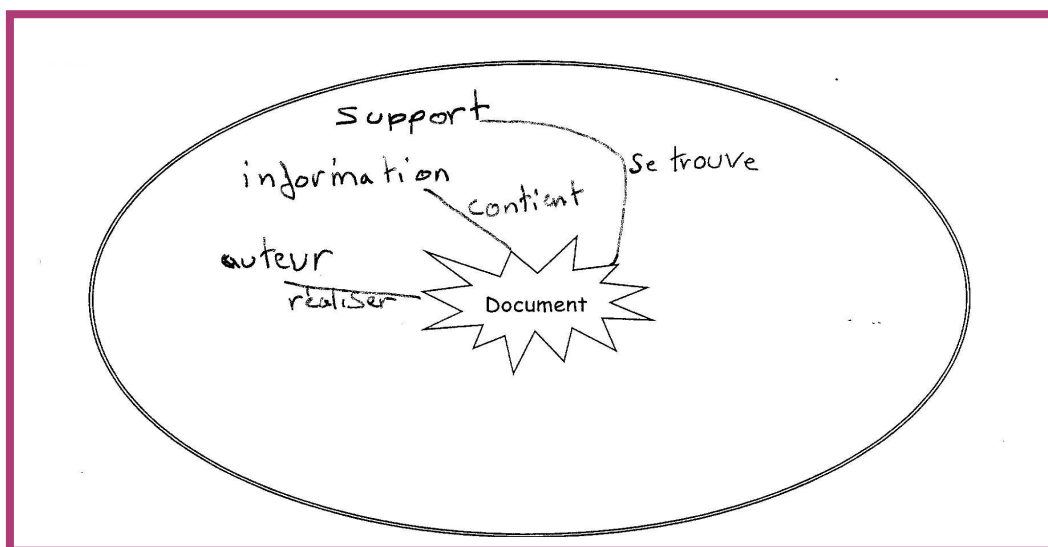 support
se trouve
information
contient
auteur
réaliser
Document